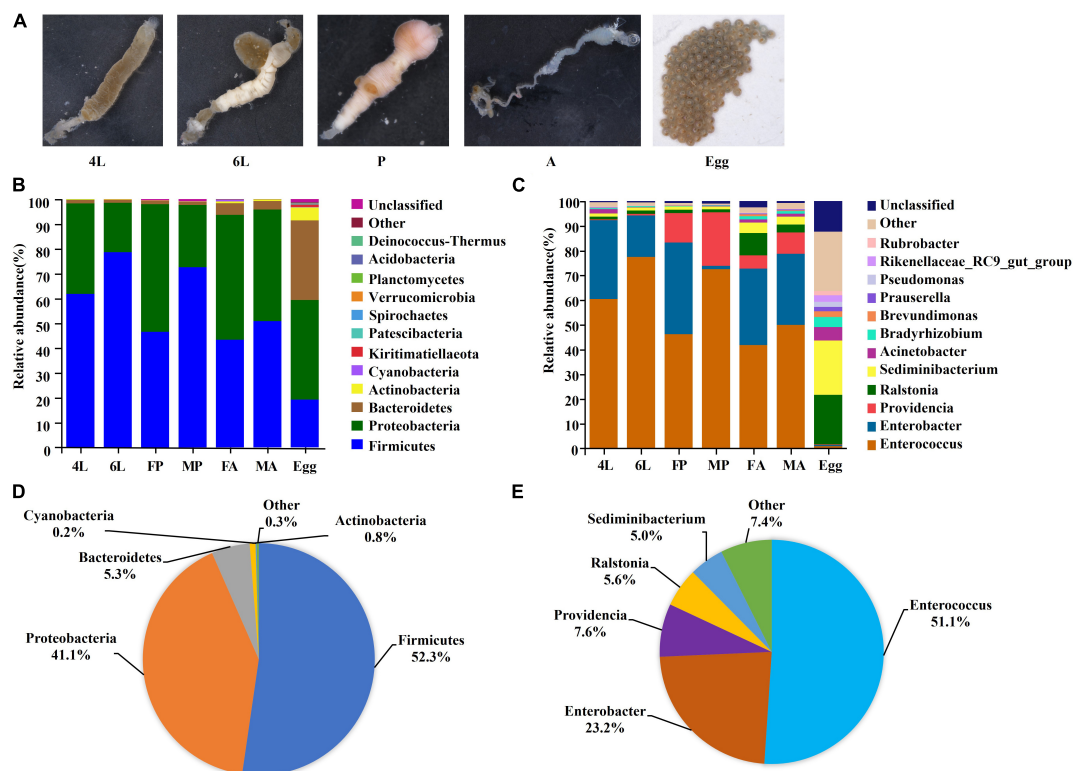 A
4L
6L
P
A
Egg
B
Relative abundance(%)
100
90
80
70
60
50
40
30
20
10
0
4L
6L
FP
MP
FA
MA
Egg
Unclassified
Other
Deinococcus-Thermus
Acidobacteria
Planctomycetes
Verrucomicrobia
Spirochaetes
Patescibacteria
Kiritimatiellaeota
Cyanobacteria
Actinobacteria
Bacteroidetes
Proteobacteria
Firmicutes
C
Relative abundance(%)
100
90
80
70
60
50
40
30
20
10
0
4L
6L
FP
MP
FA
MA
Egg
Unclassified
Other
Rubrobacter
Rikenellaceae_RC9_gut_group
Pseudomonas
Prauserella
Brevundimonas
Bradyrhizobium
Acinetobacter
Sediminibacterium
Ralstonia
Providencia
Enterobacter
Enterococcus
D
Cyanobacteria
0.2%
Other
0.3%
Actinobacteria
0.8%
Bacteroidetes
5.3%
Proteobacteria
41.1%
Firmicutes
52.3%
E
Sediminibacterium
5.0%
Other
7.4%
Ralstonia
5.6%
Providencia
7.6%
Enterococcus
51.1%
Enterobacter
23.2%